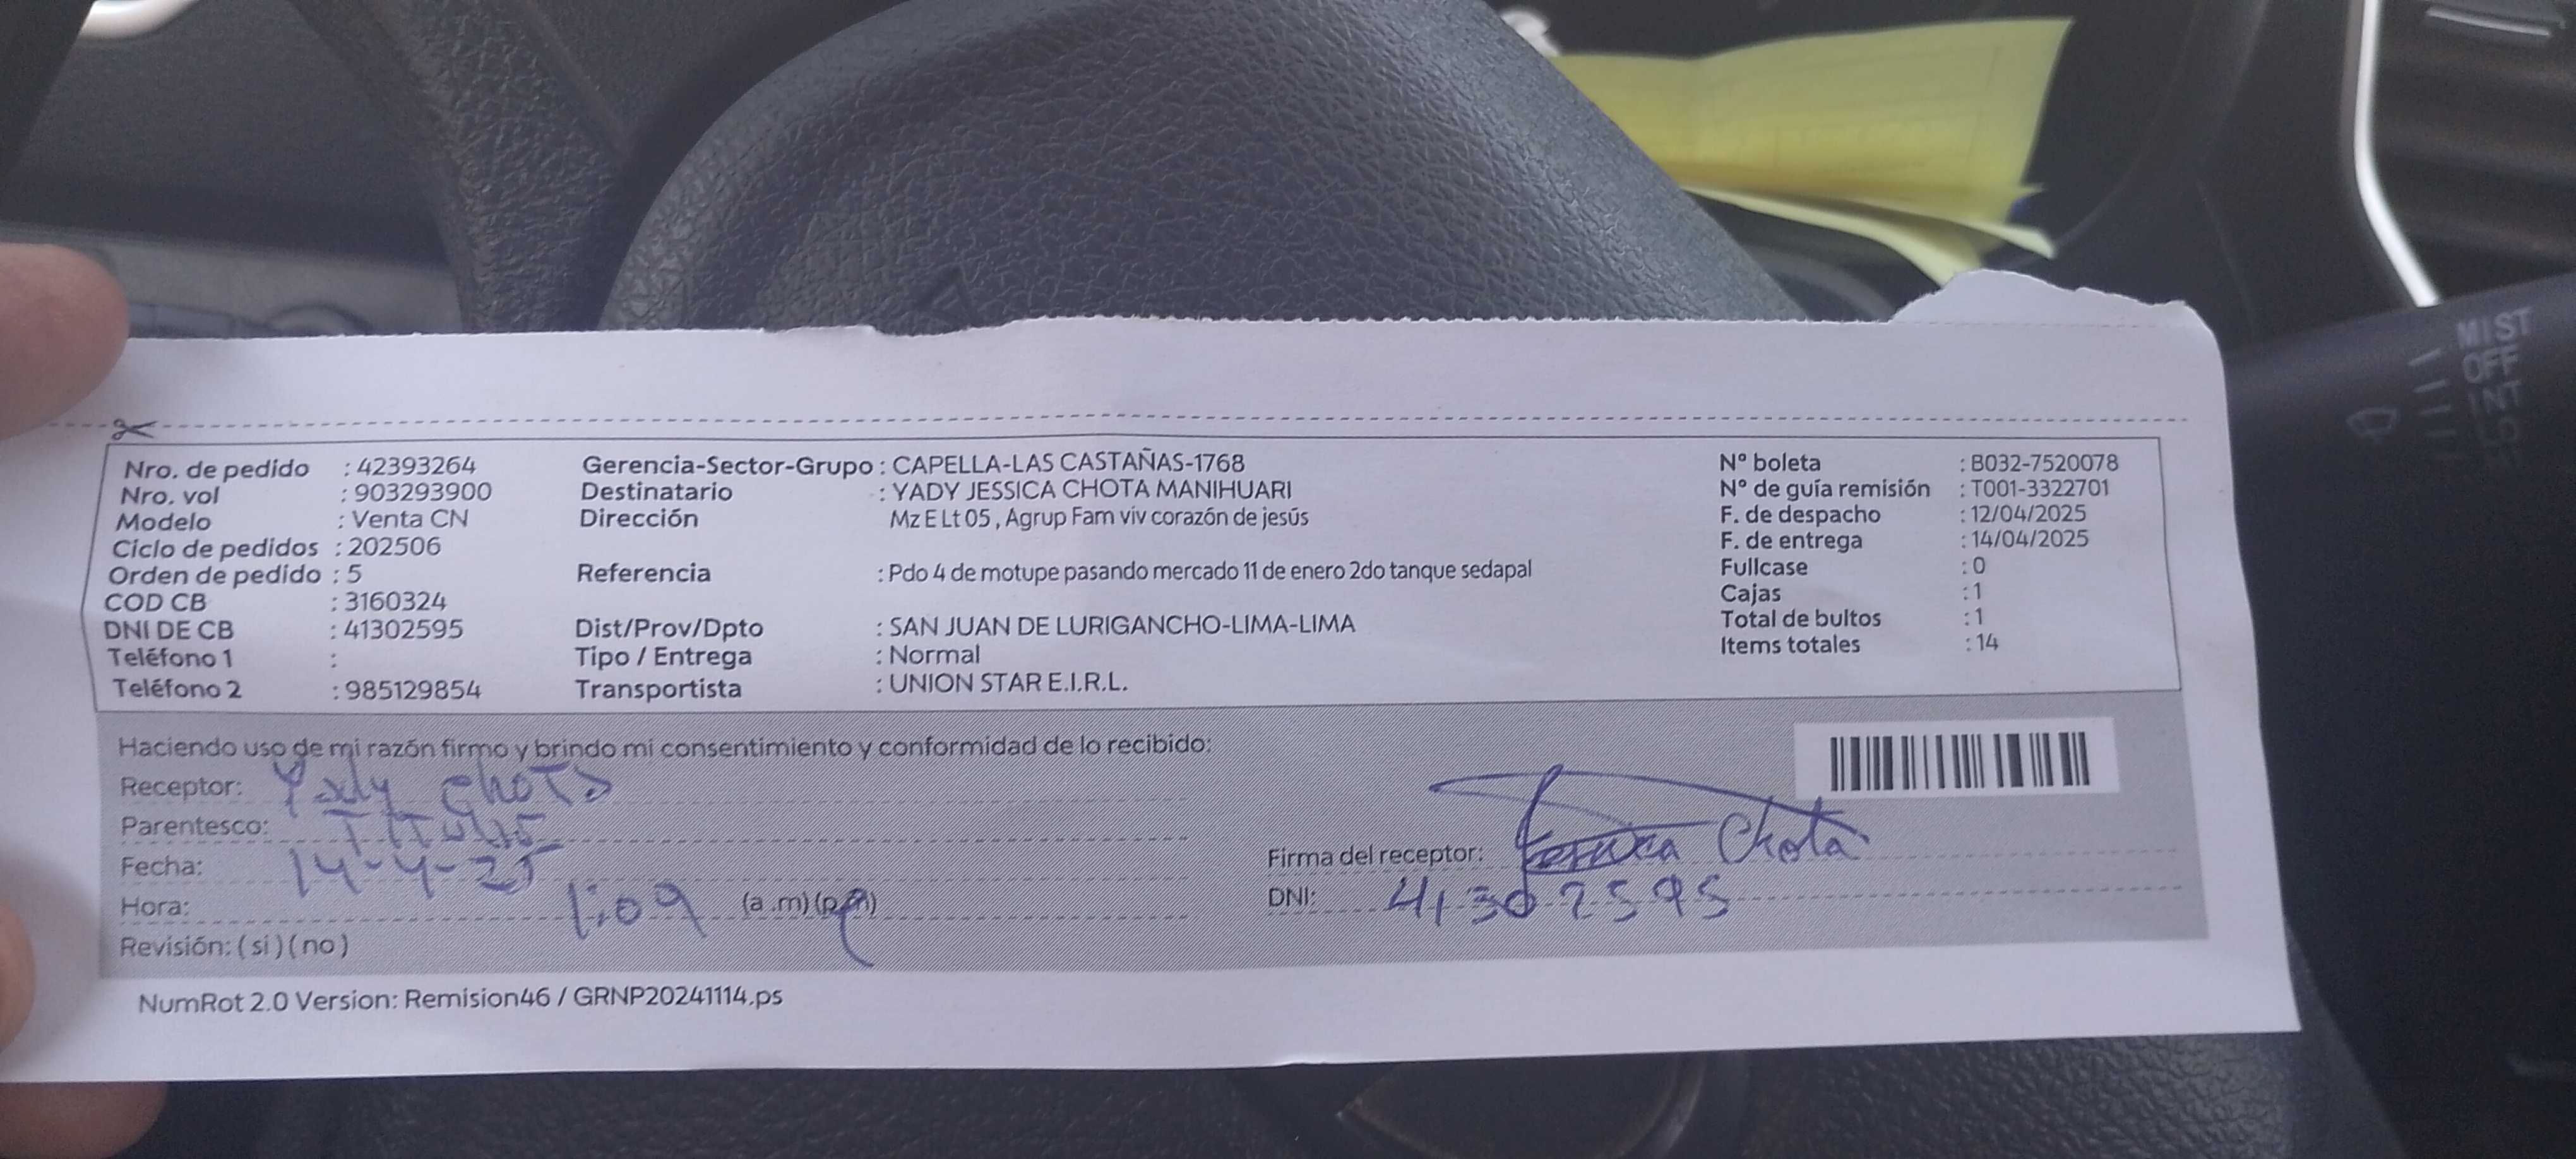 Nro. de pedido : 42393264
Nro. vol : 903293900
Modelo : Venta CN
Ciclo de pedidos : 202506
Orden de pedido : 5
COD CB : 3160324
DNI DE CB : 41302595
Teléfono 1 :
Teléfono 2 : 985129854
Gerencia-Sector-Grupo : CAPELLA-LAS CASTAÑAS-1768
Destinatario : YADY JESSICA CHOTA MANIHUARI
Dirección Mz E Lt 05 , Agrup Fam viv corazón de jesús
Referencia : Pdo 4 de motupe pasando mercado 11 de enero 2do tanque sedapal
Dist/Prov/Dpto : SAN JUAN DE LURIGANCHO-LIMA-LIMA
Tipo / Entrega : Normal
Transportista : UNION STAR E.I.R.L.
N° boleta : B032-7520078
N° de guía remisión : T001-3322701
F. de despacho : 12/04/2025
F. de entrega : 14/04/2025
Fullcase : 0
Cajas : 1
Total de bultos : 1
Items totales : 14
Haciendo uso de mi razón firmo y brindo mi consentimiento y conformidad de lo recibido:
Receptor: Yady Chota
Parentesco:
Fecha: 14-4-25
Hora: 1:09 (a .m) (p.m)
Revisión: ( si ) ( no )
Firma del receptor: Chota
DNI: 41302595
NumRot 2.0 Version: Remision46 / GRNP20241114.ps
MIST
OFF
INT
LO